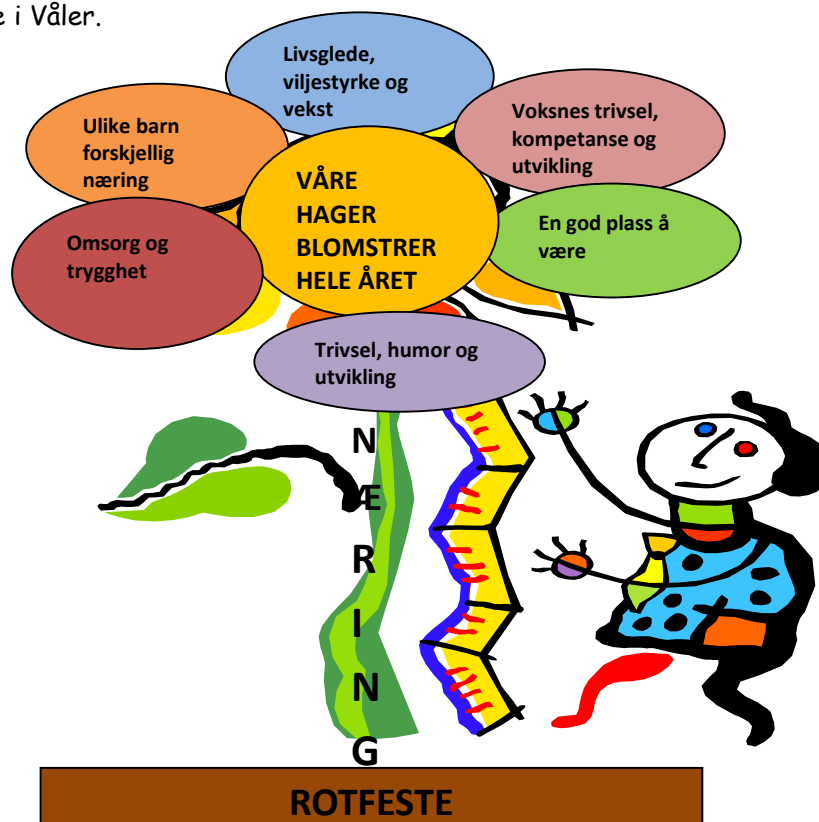 e i Våler.
Livsglede,
viljestyrke og
vekst
Ulike barn
forskjellig
næring
Voksnes trivsel,
kompetanse og
utvikling
VÅRE
HAGER
BLOMSTRER
HELE ÅRET
Omsorg og
trygghet
En god plass å
være
Trivsel, humor og
utvikling
N
Æ
R
I
N
G
ROTFESTE